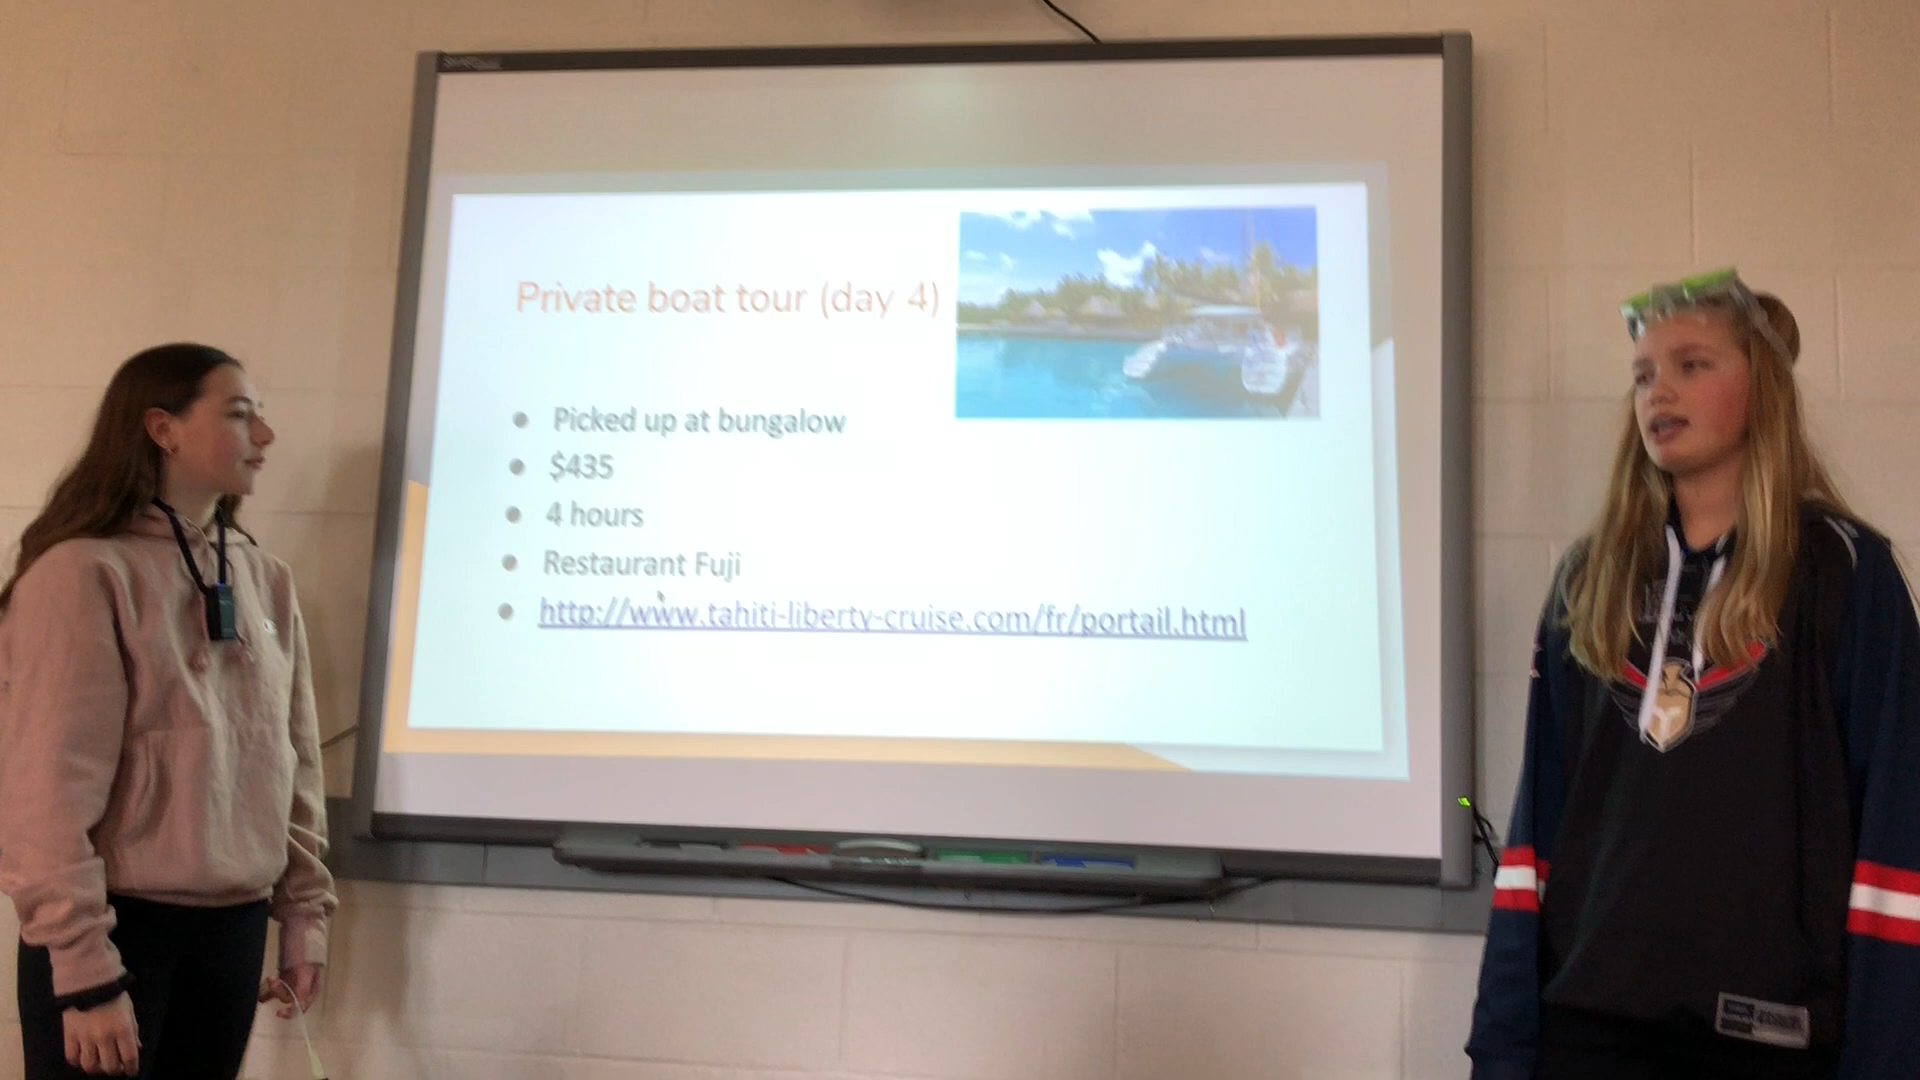 Private boat tour (day 4)
Picked up at bungalow
$435
4 hours
Restaurant Fuji
http://www.tahiti-liberty-cruise.com/fr/portail.html